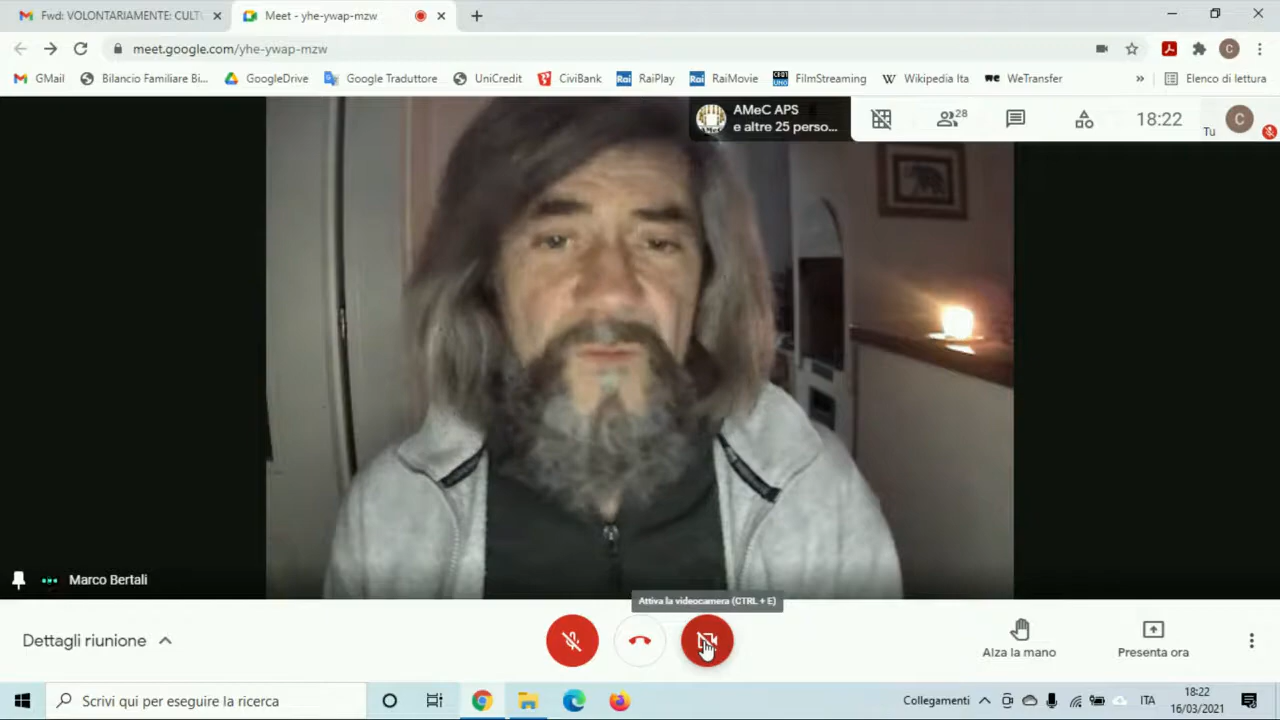 Fwd: VOLONTARIAMENTE: CULT
Meet - yhe-ywap-mzw
meet.google.com/yhe-ywap-mzw
C
GMail
Bilancio Familiare Bi...
GoogleDrive
Google Traduttore
UniCredit
CiviBank
Rai RaiPlay
Rai RaiMovie
FilmStreaming
W Wikipedia Ita
we WeTransfer
»
Elenco di lettura
AMeC APS
e altre 25 perso...
28
18:22
Tu
C
Marco Bertali
Attiva la videocamera (CTRL + E)
Dettagli riunione
Alza la mano
Presenta ora
Scrivi qui per eseguire la ricerca
Collegamenti
ITA
18:22
16/03/2021